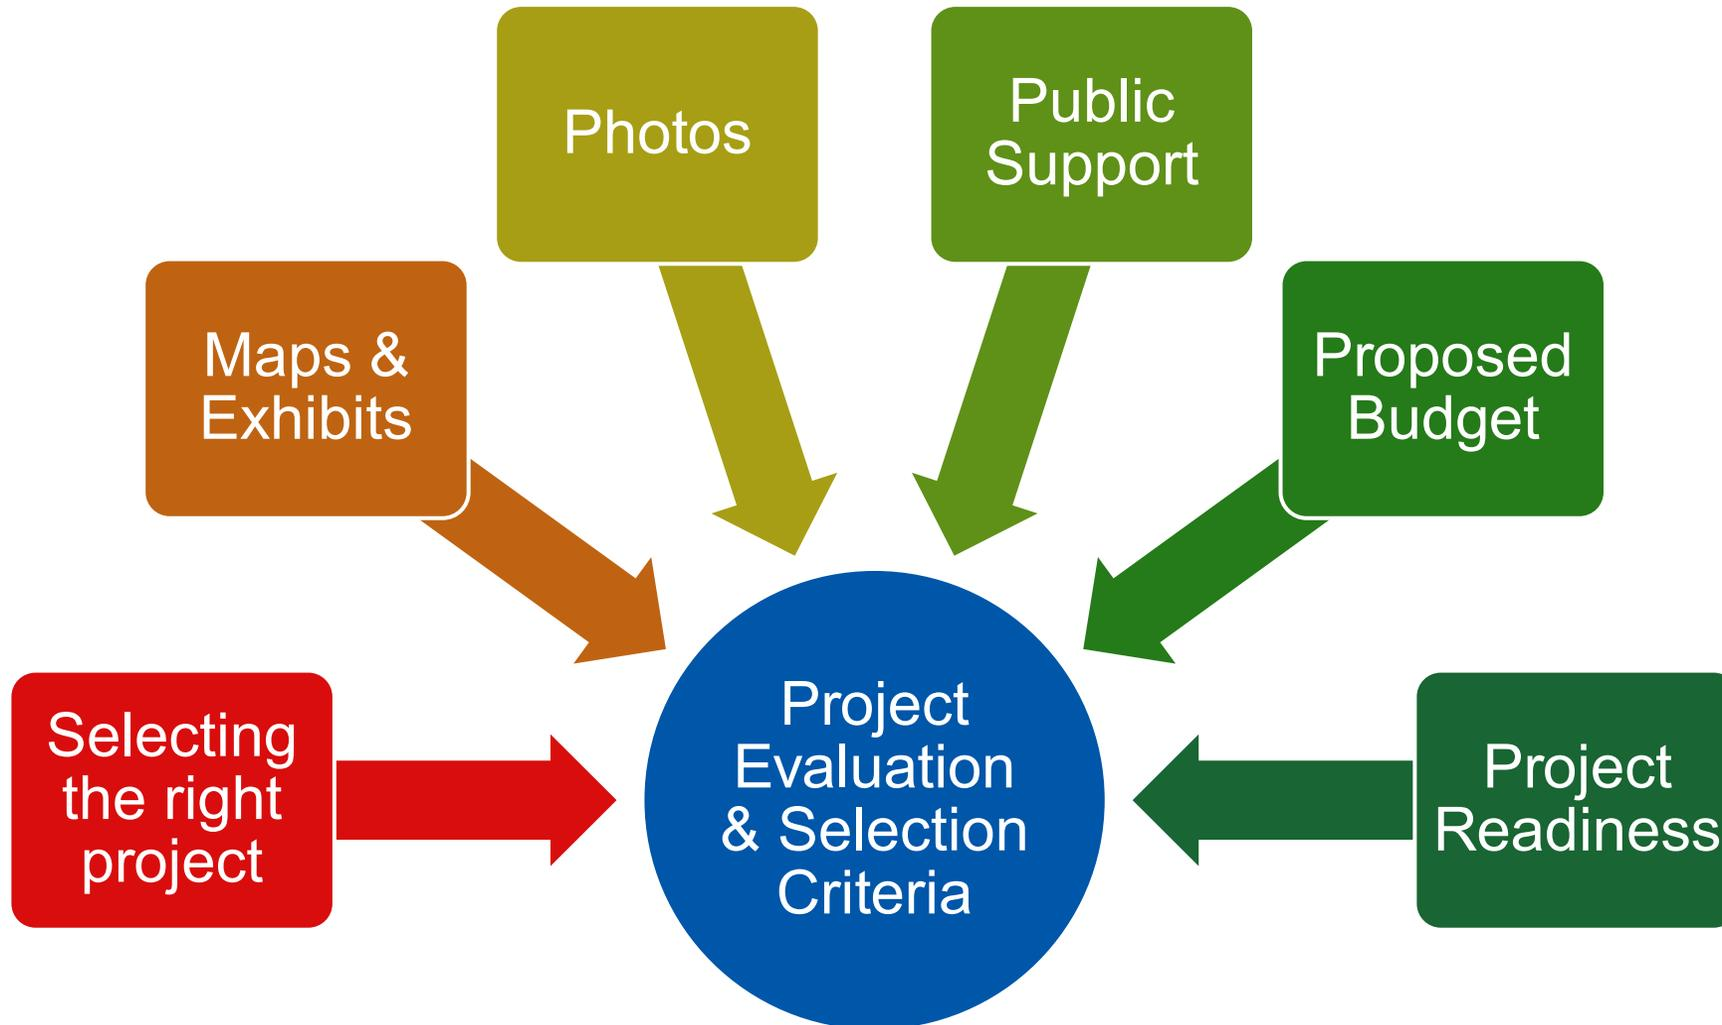 Photos
Public
Support
Maps &
Exhibits
Proposed
Budget
Selecting
the right
project
Project
Evaluation
& Selection
Criteria
Project
Readiness